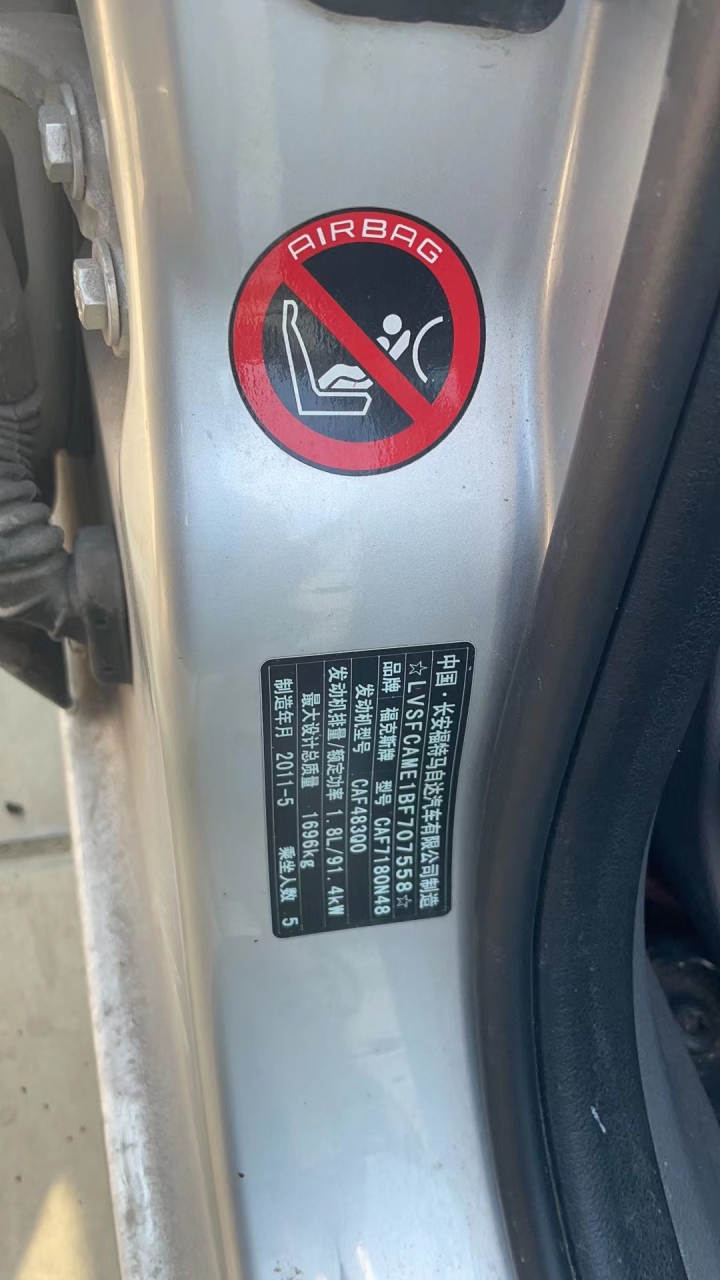 AIRBAG
中国·长安福特马自达汽车有限公司制造
☆LVSFCAME1BF707558☆
品牌 福克斯牌 型号 CAF7180N48
发动机型号 CAF483Q0
发动机排量/额定功率 1.8L/91.4kW
最大设计总质量 1696kg
制造年月 2011-5 乘坐人数 5